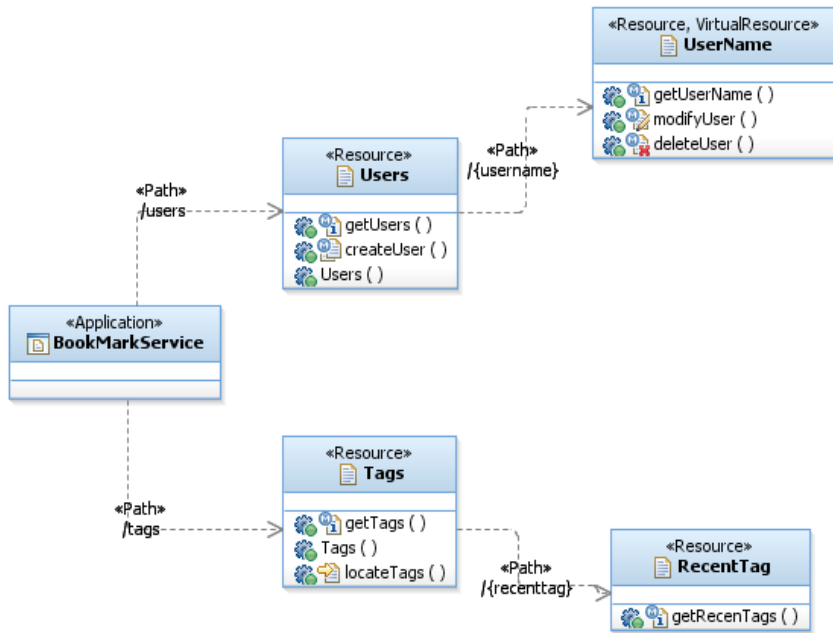 «Resource, VirtualResource»
UserName
getUserName ( )
modifyUser ( )
deleteUser ( )
«Path»
/{username}
«Resource»
Users
getUsers ( )
createUser ( )
Users ( )
«Path»
/users
«Application»
BookMarkService
«Path»
/tags
«Resource»
Tags
getTags ( )
Tags ( )
locateTags ( )
«Path»
/{recenttag}
«Resource»
RecentTag
getRecenTags ( )